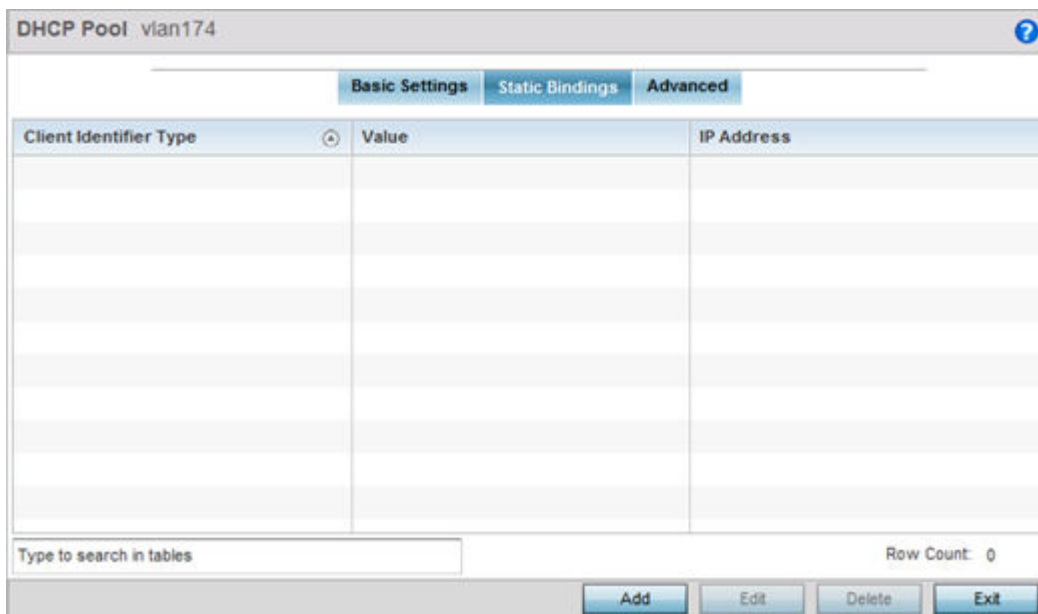 DHCP Pool vlan174
?
Basic Settings Static Bindings Advanced
Client Identifier Type Value IP Address
Type to search in tables Row Count: 0
Add Edit Delete Exit